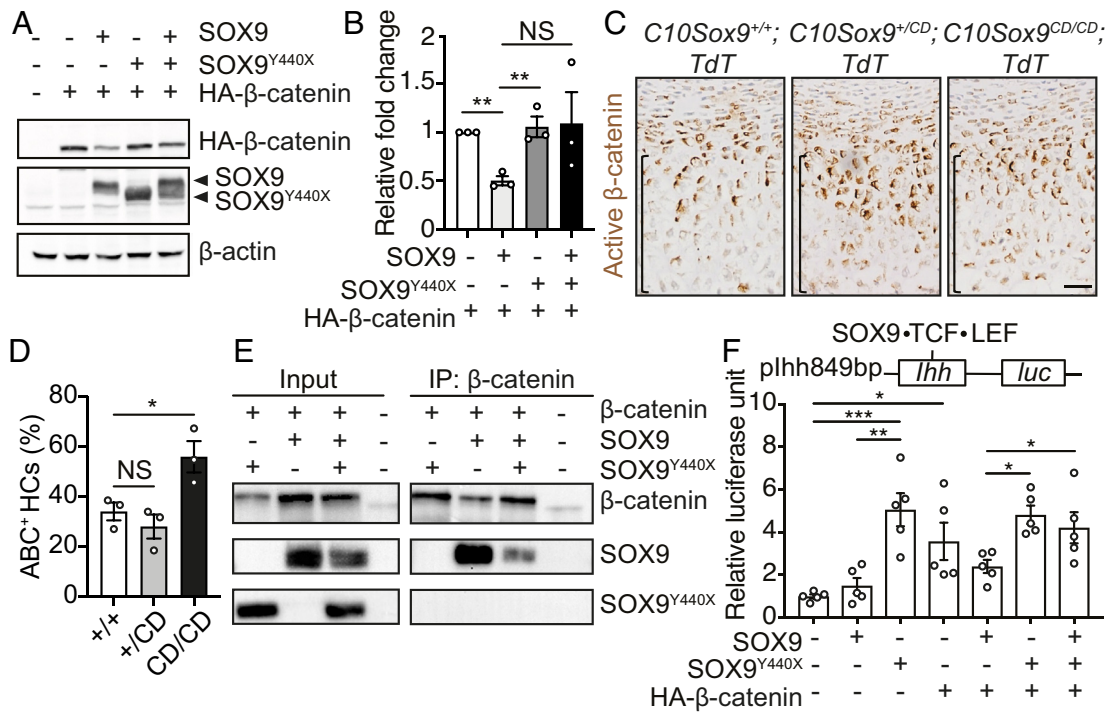 A
- - + - + SOX9
- - - + + SOX9Y440X
- + + + + HA-β-catenin
HA-β-catenin
SOX9
SOX9Y440X
β-actin
B
Relative fold change
2
1.5
1.0
0.5
0
NS
** **
SOX9 - + - +
SOX9Y440X - - + +
HA-β-catenin + + + +
C
C10Sox9+/+; C10Sox9+/CD; C10Sox9CD/CD;
TdT TdT TdT
Active β-catenin
D
ABC+ HCs (%)
80
60
40
20
0
*
NS
+/+ +/CD CD/CD
E
Input IP: β-catenin
+ + + - + + + - β-catenin
- + + - - + + - SOX9
+ - + - + - + - SOX9Y440X
β-catenin
SOX9
SOX9Y440X
F
SOX9•TCF•LEF
pIhh849bp Ihh luc
Relative luciferase unit
10
8
6
4
2
0
*
***
**
*
*
SOX9 - + - - + - +
SOX9Y440X - - + - - + +
HA-β-catenin - - - + + + +